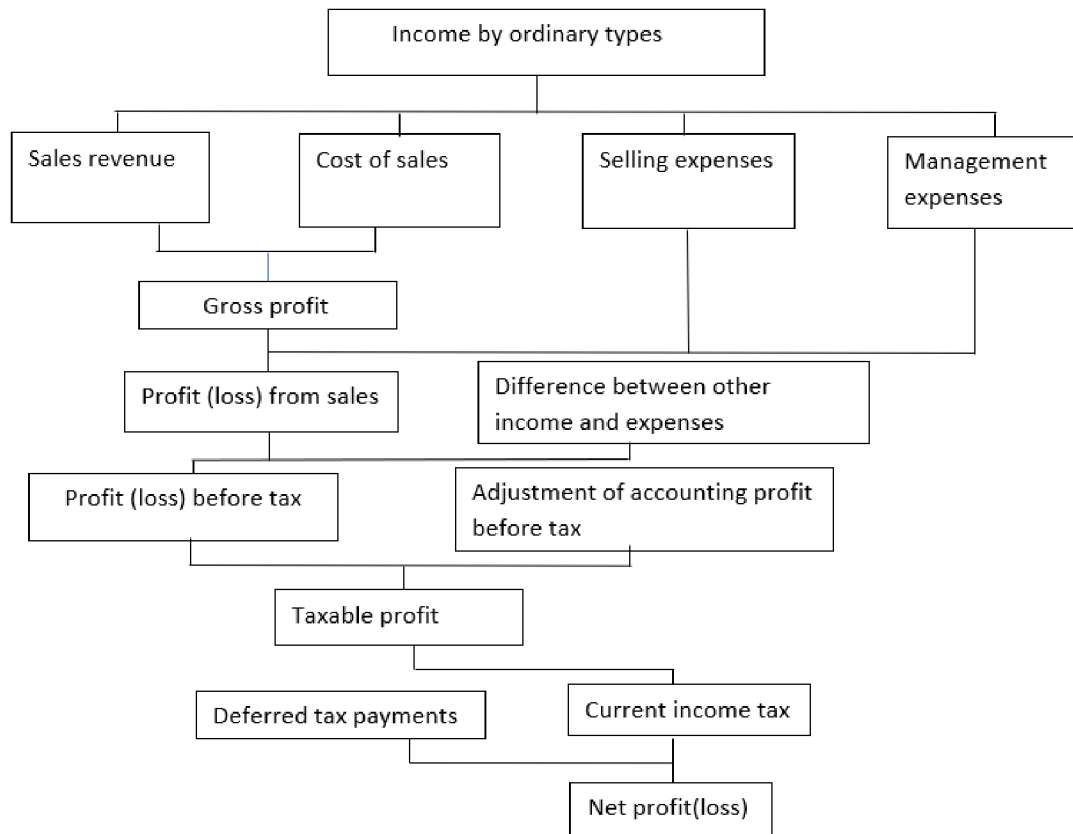 Income by ordinary types
Sales revenue
Cost of sales
Selling expenses
Management
expenses
Gross profit
Profit (loss) from sales
Difference between other
income and expenses
Profit (loss) before tax
Adjustment of accounting profit
before tax
Taxable profit
Deferred tax payments
Current income tax
Net profit(loss)